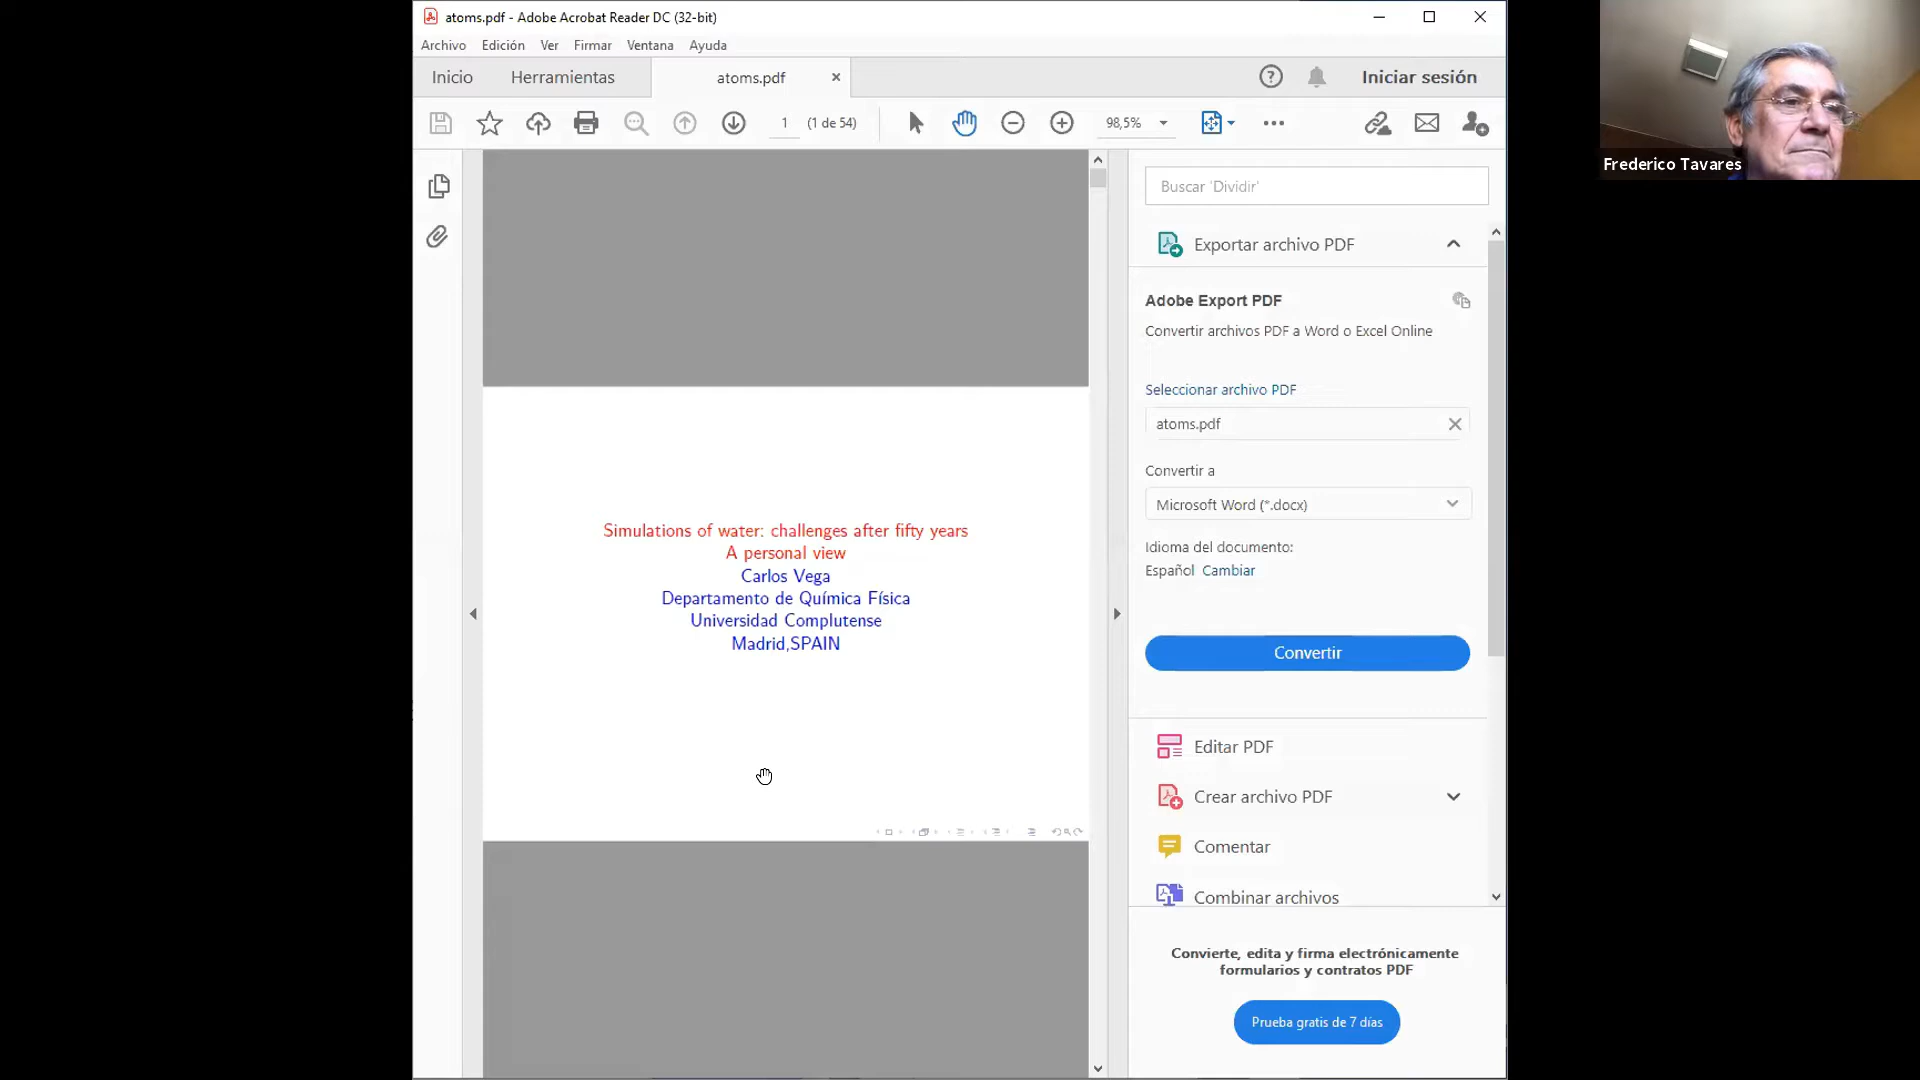 atoms.pdf - Adobe Acrobat Reader DC (32-bit)
Archivo Edición Ver Firmar Ventana Ayuda
Inicio Herramientas atoms.pdf Iniciar sesión
1 (1 de 54) 98,5%
Simulations of water: challenges after fifty years
A personal view
Carlos Vega
Departamento de Química Física
Universidad Complutense
Madrid,SPAIN
Buscar 'Dividir'
Exportar archivo PDF
Adobe Export PDF
Convertir archivos PDF a Word o Excel Online
Seleccionar archivo PDF
atoms.pdf
Convertir a
Microsoft Word (*.docx)
Idioma del documento:
Español Cambiar
Convertir
Editar PDF
Crear archivo PDF
Comentar
Combinar archivos
Convierte, edita y firma electrónicamente
formularios y contratos PDF
Prueba gratis de 7 días
Frederico Tavares